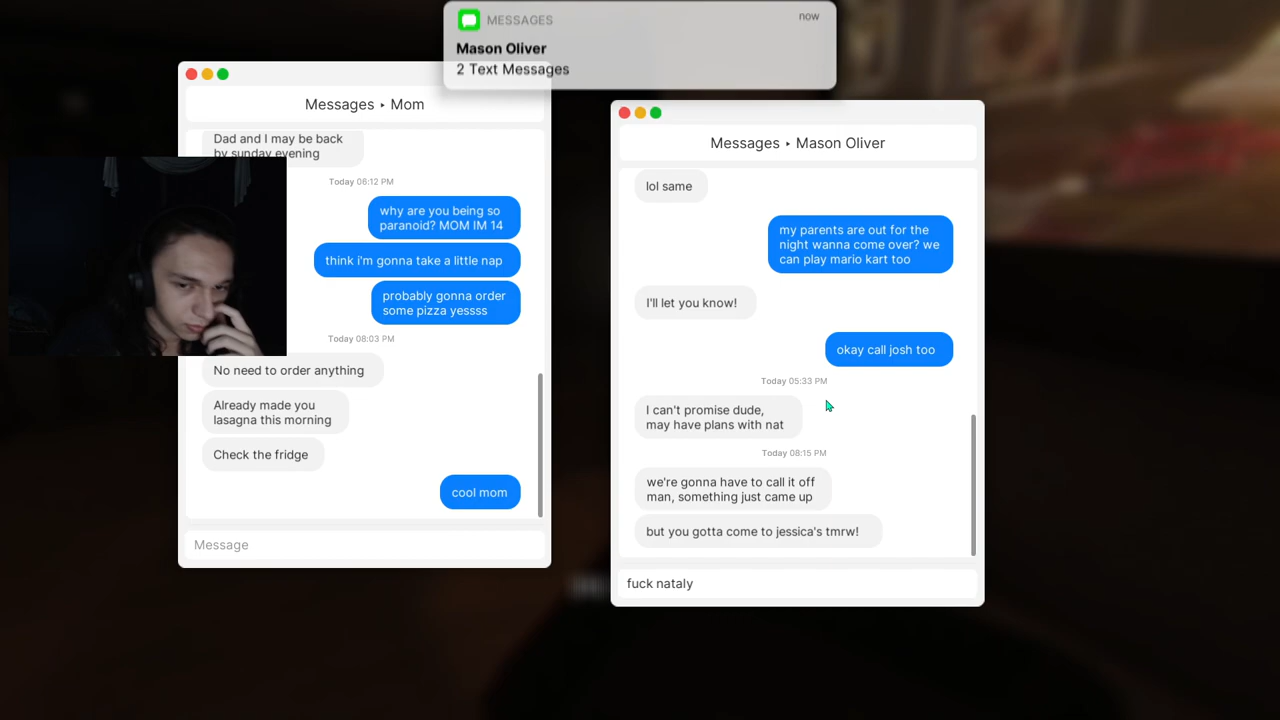 MESSAGES
now
Mason Oliver
2 Text Messages
Messages ‣ Mom
Dad and I may be back
by sunday evening
Today 06:12 PM
why are you being so
paranoid? MOM IM 14
think i'm gonna take a little nap
probably gonna order
some pizza yessss
Today 08:03 PM
No need to order anything
Already made you
lasagna this morning
Check the fridge
cool mom
Message
Messages ‣ Mason Oliver
lol same
my parents are out for the
night wanna come over? we
can play mario kart too
I'll let you know!
okay call josh too
Today 05:33 PM
I can't promise dude,
may have plans with nat
Today 08:15 PM
we're gonna have to call it off
man, something just came up
but you gotta come to jessica's tmrw!
fuck nataly